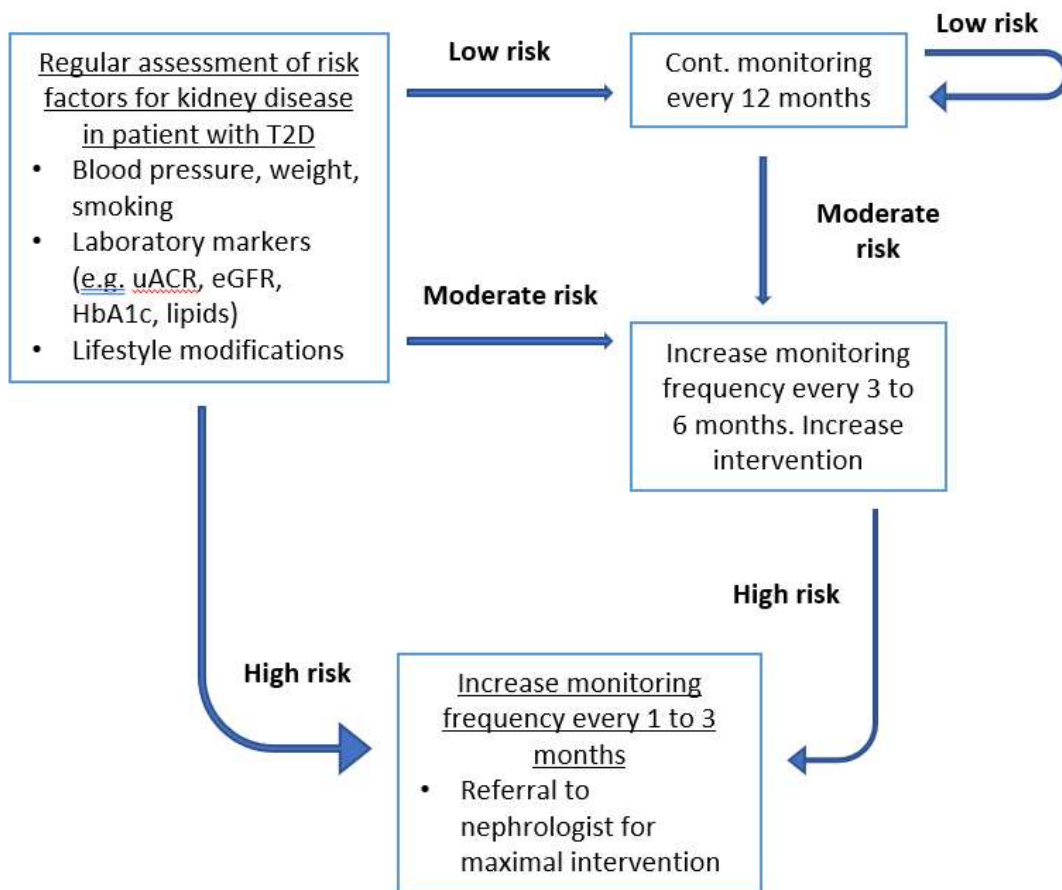 Regular assessment of risk
factors for kidney disease
in patient with T2D
• Blood pressure, weight,
smoking
• Laboratory markers
(e.g. uACR, eGFR,
HbA1c, lipids)
• Lifestyle modifications
Low risk
Cont. monitoring
every 12 months
Low risk
Moderate
risk
Moderate risk
Increase monitoring
frequency every 3 to
6 months. Increase
intervention
High risk
High risk
Increase monitoring
frequency every 1 to 3
months
• Referral to
nephrologist for
maximal intervention